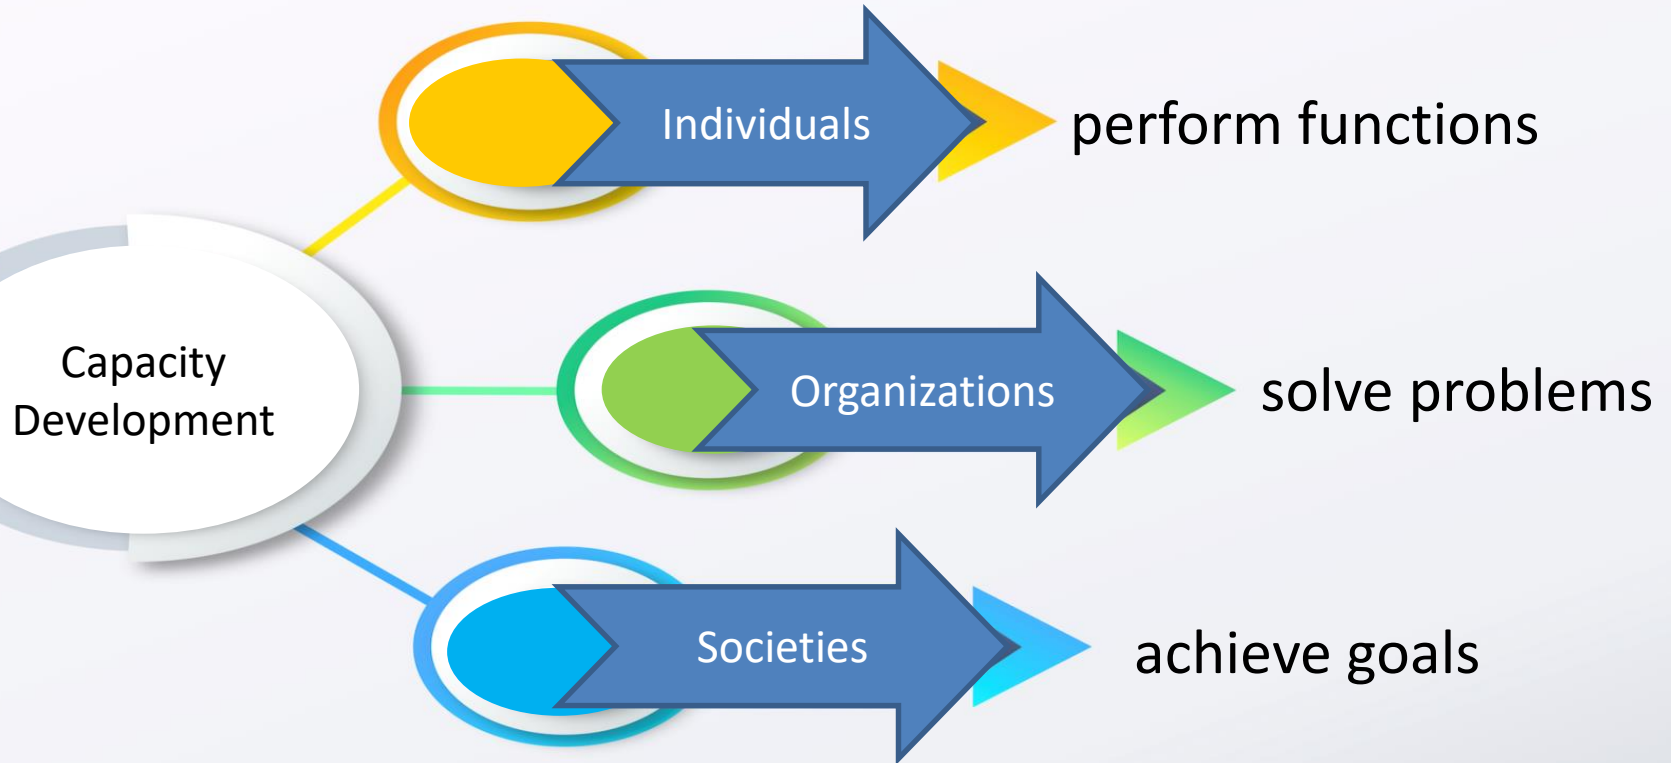 Capacity
Development
Individuals
perform functions
Organizations
solve problems
Societies
achieve goals